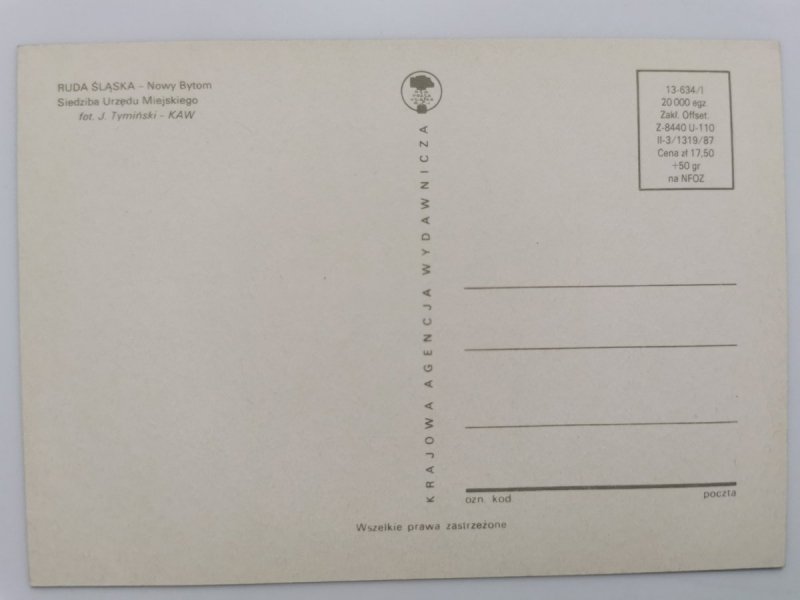 RUDA ŚLĄSKA - Nowy Bytom
Siedziba Urzędu Miejskiego
fot. J. Tymiński - KAW
KRAJOWA AGENCJA WYDAWNICZA
13-634/I
20 000 egz.
Zakł. Offset.
Z-8440 U-110
II-3/1319/87
Cena zł 17,50
+50 gr
na NFOZ
ozn. kod.
poczta
Wszelkie prawa zastrzeżone